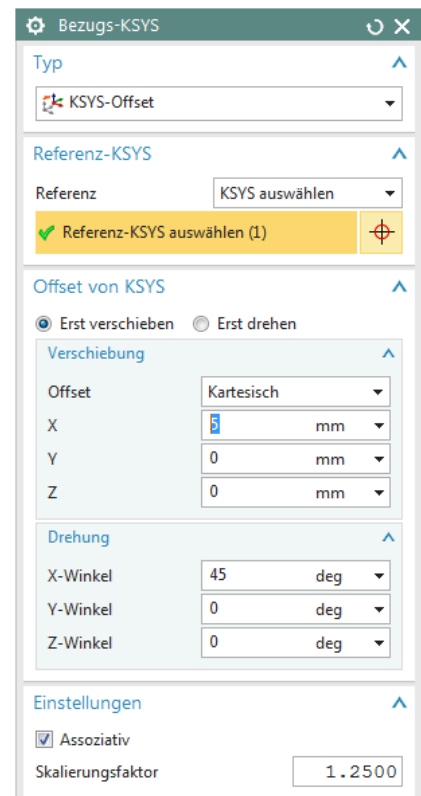 Bezugs-KSYS
Typ
KSYS-Offset
Referenz-KSYS
Referenz KSYS auswählen
Referenz-KSYS auswählen (1)
Offset von KSYS
Erst verschieben Erst drehen
Verschiebung
Offset Kartesisch
X 5 mm
Y 0 mm
Z 0 mm
Drehung
X-Winkel 45 deg
Y-Winkel 0 deg
Z-Winkel 0 deg
Einstellungen
Assoziativ
Skalierungsfaktor 1.2500